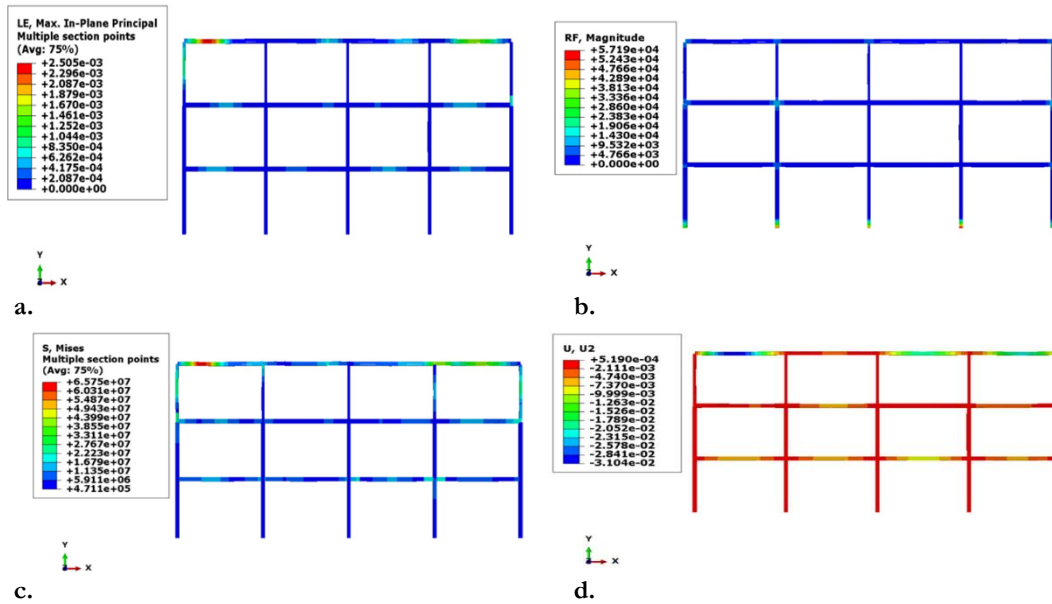 LE, Max. In-Plane Principal
Multiple section points
(Avg: 75%)
+2.505e-03
+2.296e-03
+2.087e-03
+1.879e-03
+1.670e-03
+1.461e-03
+1.252e-03
+1.044e-03
+8.350e-04
+6.262e-04
+4.175e-04
+2.087e-04
+0.000e+00
Y
Z X
a.
RF, Magnitude
+5.719e+04
+5.243e+04
+4.766e+04
+4.289e+04
+3.813e+04
+3.336e+04
+2.860e+04
+2.383e+04
+1.906e+04
+1.430e+04
+9.532e+03
+4.766e+03
+0.000e+00
Y
Z X
b.
S, Mises
Multiple section points
(Avg: 75%)
+6.575e+07
+6.031e+07
+5.487e+07
+4.943e+07
+4.399e+07
+3.855e+07
+3.311e+07
+2.767e+07
+2.223e+07
+1.679e+07
+1.135e+07
+5.911e+06
+4.711e+05
Y
Z X
c.
U, U2
+5.190e-04
-2.111e-03
-4.740e-03
-7.370e-03
-9.999e-03
-1.263e-02
-1.526e-02
-1.789e-02
-2.052e-02
-2.315e-02
-2.578e-02
-2.841e-02
-3.104e-02
Y
Z X
d.